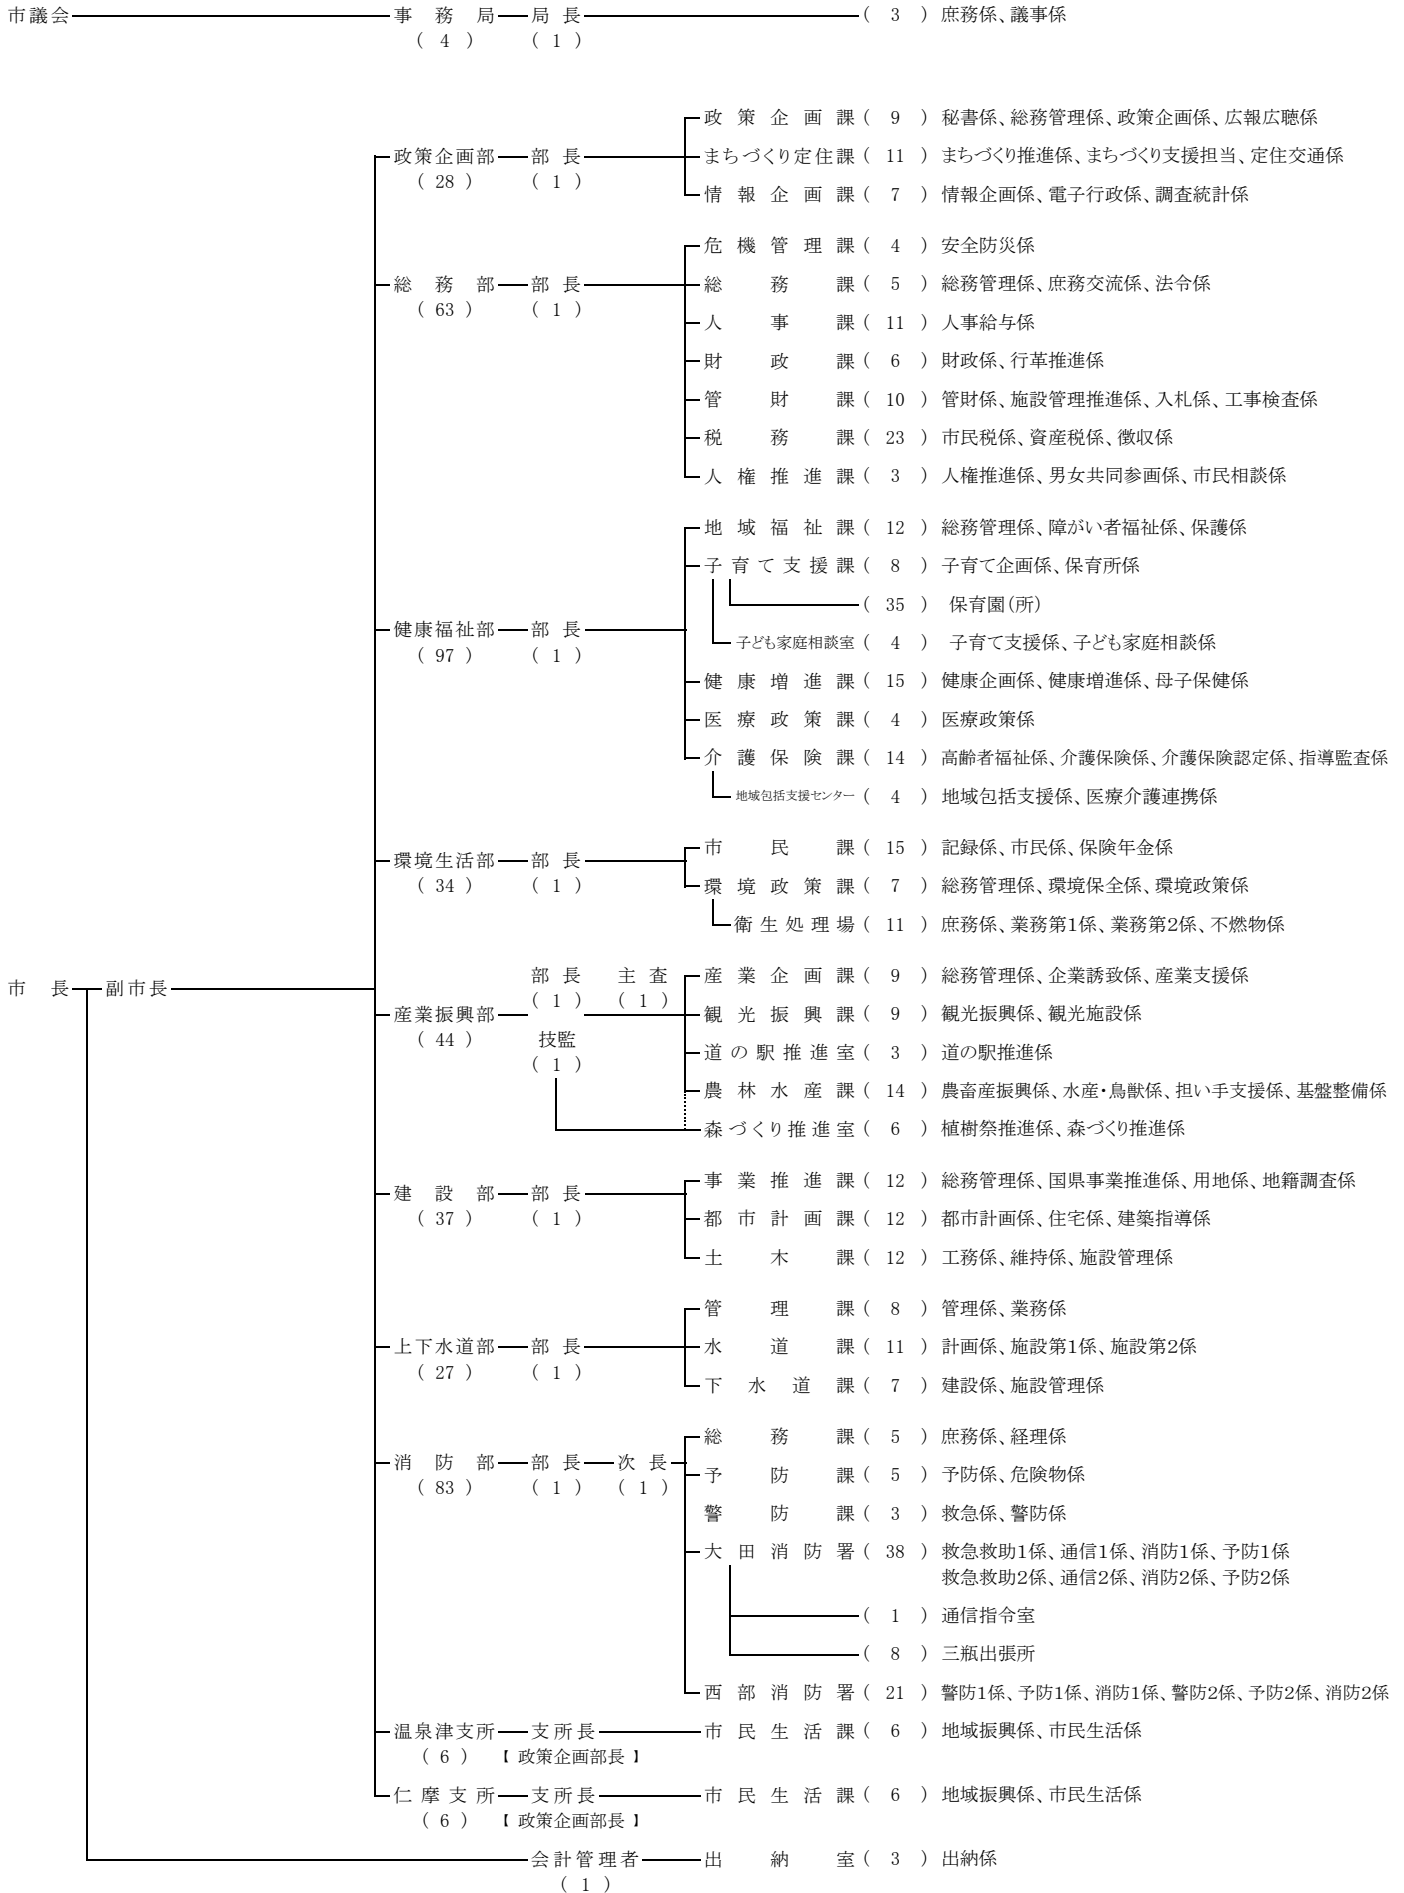 市議会 事務局 局長 ( 3 ) 庶務係、議事係
( 4 ) ( 1 )
政策企画課 ( 9 ) 秘書係、総務管理係、政策企画係、広報広聴係
政策企画部 部長 まちづくり定住課 ( 11 ) まちづくり推進係、まちづくり支援担当、定住交通係
( 28 ) ( 1 )
情報企画課 ( 7 ) 情報企画係、電子行政係、調査統計係
危機管理課 ( 4 ) 安全防災係
総務部 部長 総務課 ( 5 ) 総務管理係、庶務交流係、法令係
( 63 ) ( 1 )
人事課 ( 11 ) 人事給与係
財政課 ( 6 ) 財政係、行革推進係
管財課 ( 10 ) 管財係、施設管理推進係、入札係、工事検査係
税務課 ( 23 ) 市民税係、資産税係、徴収係
人権推進課 ( 3 ) 人権推進係、男女共同参画係、市民相談係
地域福祉課 ( 12 ) 総務管理係、障がい者福祉係、保護係
子育て支援課 ( 8 ) 子育て企画係、保育所係
( 35 ) 保育園(所)
健康福祉部 部長
子ども家庭相談室 ( 4 ) 子育て支援係、子ども家庭相談係
( 97 ) ( 1 )
健康増進課 ( 15 ) 健康企画係、健康増進係、母子保健係
医療政策課 ( 4 ) 医療政策係
介護保険課 ( 14 ) 高齢者福祉係、介護保険係、介護保険認定係、指導監査係
地域包括支援センター ( 4 ) 地域包括支援係、医療介護連携係
市民課 ( 15 ) 記録係、市民係、保険年金係
環境生活部 部長
( 34 ) ( 1 ) 環境政策課 ( 7 ) 総務管理係、環境保全係、環境政策係
衛生処理場 ( 11 ) 庶務係、業務第1係、業務第2係、不燃物係
部長 主査 産業企画課 ( 9 ) 総務管理係、企業誘致係、産業支援係
市長 副市長
( 1 ) ( 1 )
産業振興部 観光振興課 ( 9 ) 観光振興係、観光施設係
( 44 ) 技監
道の駅推進室 ( 3 ) 道の駅推進係
( 1 )
農林水産課 ( 14 ) 農畜産振興係、水産・鳥獣係、担い手支援係、基盤整備係
森づくり推進室 ( 6 ) 植樹祭推進係、森づくり推進係
事業推進課 ( 12 ) 総務管理係、国県事業推進係、用地係、地籍調査係
建設部 部長
( 37 ) ( 1 ) 都市計画課 ( 12 ) 都市計画係、住宅係、建築指導係
土木課 ( 12 ) 工務係、維持係、施設管理係
管理課 ( 8 ) 管理係、業務係
上下水道部 部長 水道課 ( 11 ) 計画係、施設第1係、施設第2係
( 27 ) ( 1 )
下水道課 ( 7 ) 建設係、施設管理係
総務課 ( 5 ) 庶務係、経理係
消防部 部長 次長
予防課 ( 5 ) 予防係、危険物係
( 83 ) ( 1 ) ( 1 )
警防課 ( 3 ) 救急係、警防係
大田消防署 ( 38 ) 救急救助1係、通信1係、消防1係、予防1係
救急救助2係、通信2係、消防2係、予防2係
( 1 ) 通信指令室
( 8 ) 三瓶出張所
西部消防署 ( 21 ) 警防1係、予防1係、消防1係、警防2係、予防2係、消防2係
温泉津支所 支所長 市民生活課 ( 6 ) 地域振興係、市民生活係
( 6 ) 【 政策企画部長 】
仁摩支所 支所長 市民生活課 ( 6 ) 地域振興係、市民生活係
( 6 ) 【 政策企画部長 】
会計管理者 出納室 ( 3 ) 出納係
( 1 )